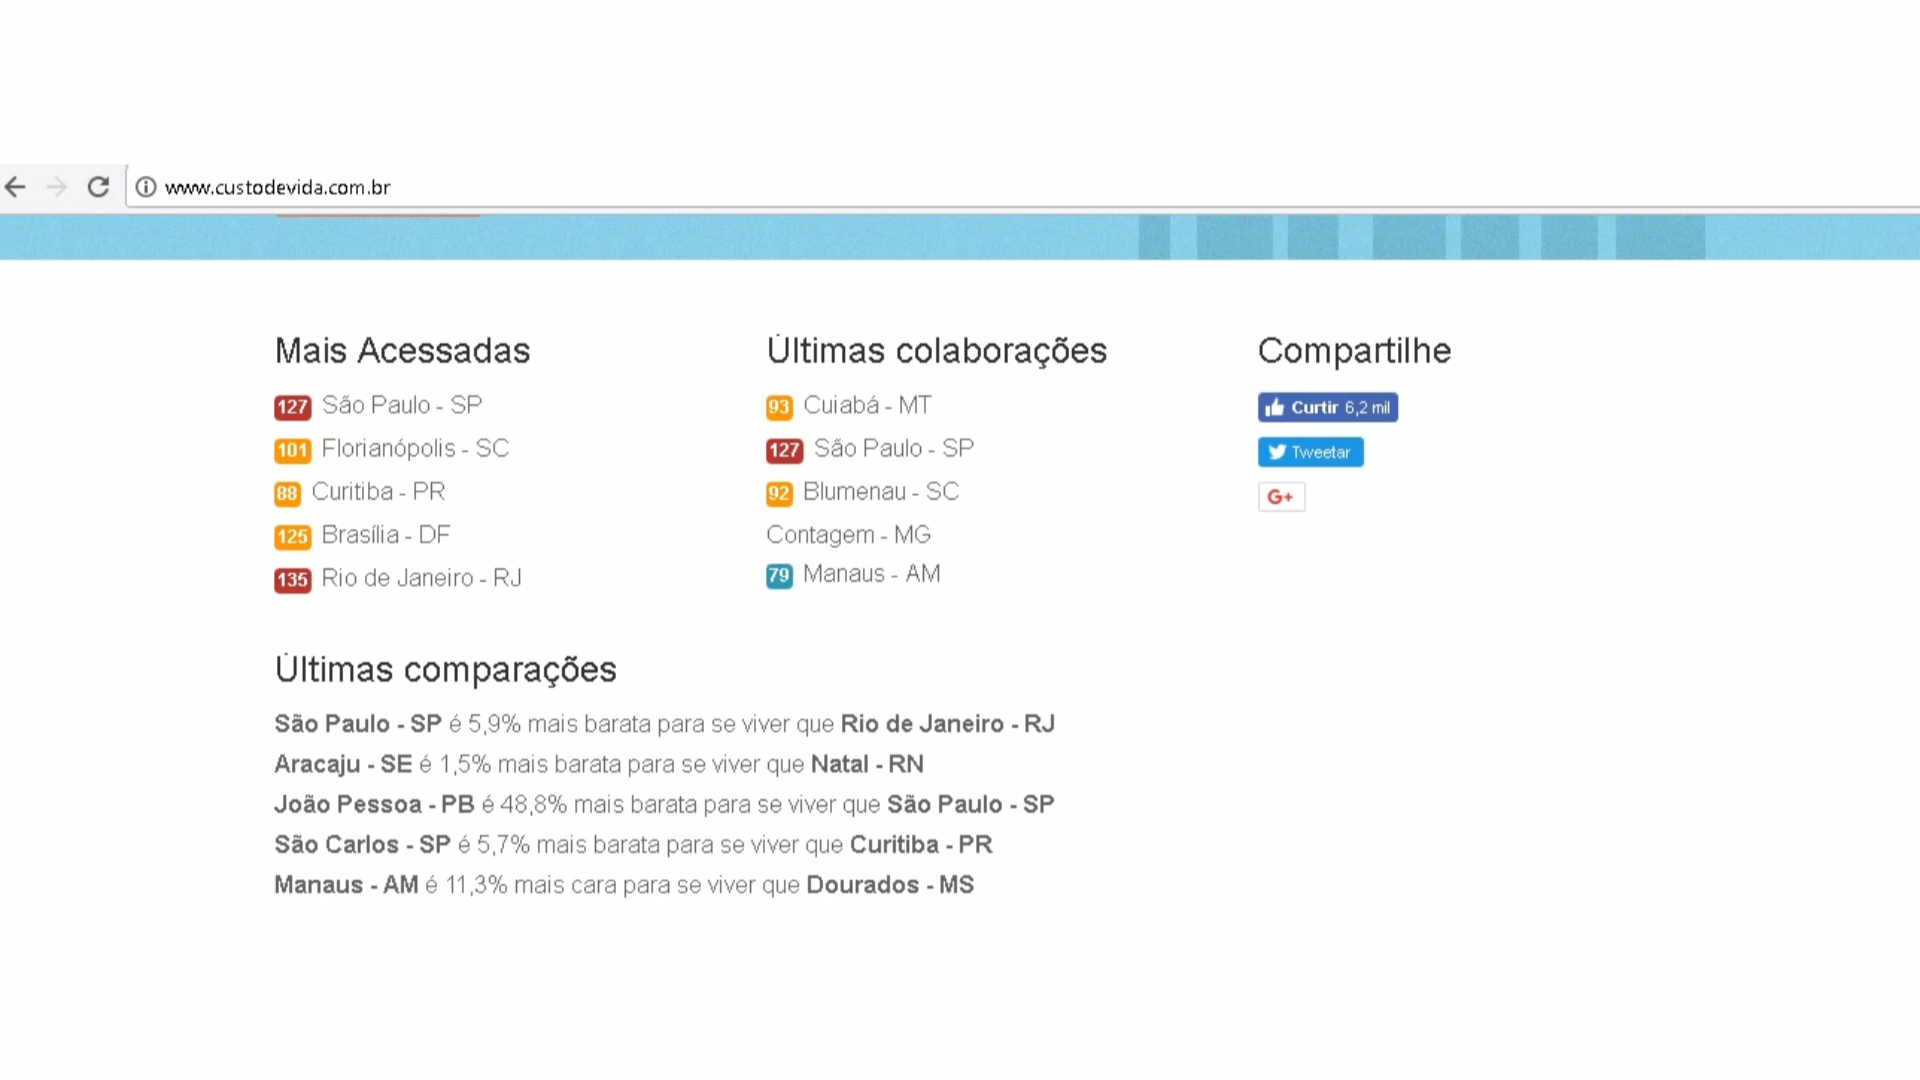 www.custodevida.com.br
Mais Acessadas
127 São Paulo - SP
101 Florianópolis - SC
88 Curitiba - PR
125 Brasília - DF
135 Rio de Janeiro - RJ
Últimas colaborações
93 Cuiabá - MT
127 São Paulo - SP
92 Blumenau - SC
Contagem - MG
79 Manaus - AM
Compartilhe
Curtir 6,2 mil
Tweetar
G+
Últimas comparações
São Paulo - SP é 5,9% mais barata para se viver que Rio de Janeiro - RJ
Aracaju - SE é 1,5% mais barata para se viver que Natal - RN
João Pessoa - PB é 48,8% mais barata para se viver que São Paulo - SP
São Carlos - SP é 5,7% mais barata para se viver que Curitiba - PR
Manaus - AM é 11,3% mais cara para se viver que Dourados - MS